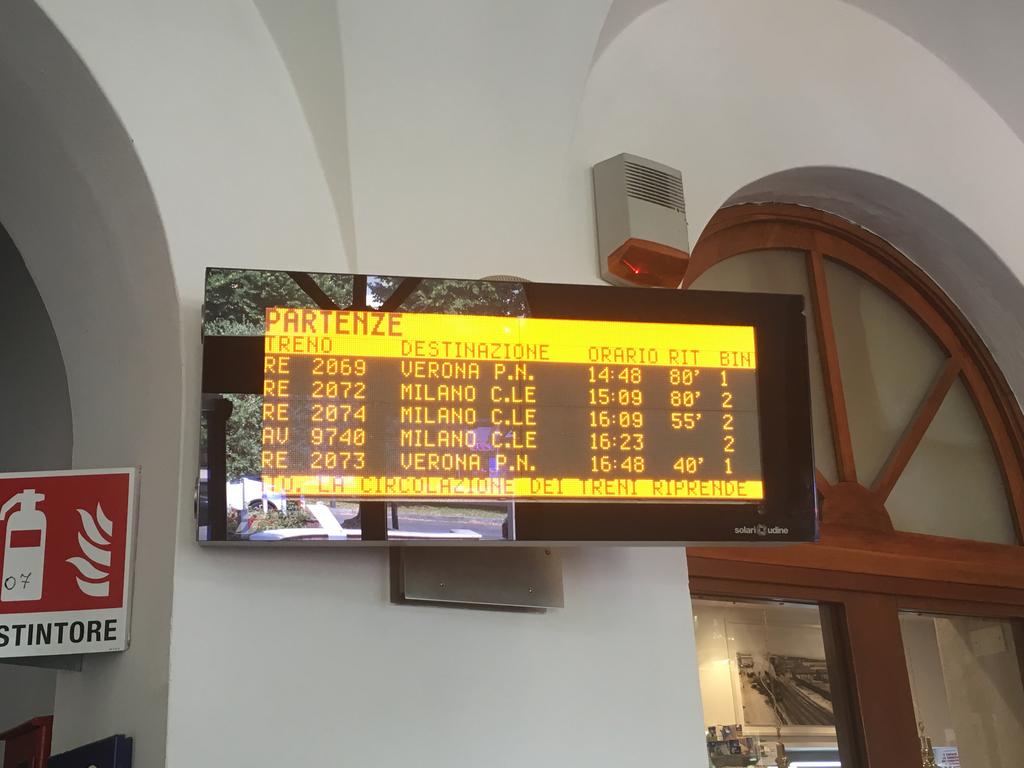 PARTENZE
TRENO DESTINAZIONE ORARIO RIT BIN
RE 2069 VERONA P.N. 14:48 80' 1
RE 2072 MILANO C.LE 15:09 80' 2
RE 2074 MILANO C.LE 16:09 55' 2
AV 9740 MILANO C.LE 16:23 2
RE 2073 VERONA P.N. 16:48 40' 1
TO. LA CIRCOLAZIONE DEI TRENI RIPRENDE
solari udine
07
STINTORE